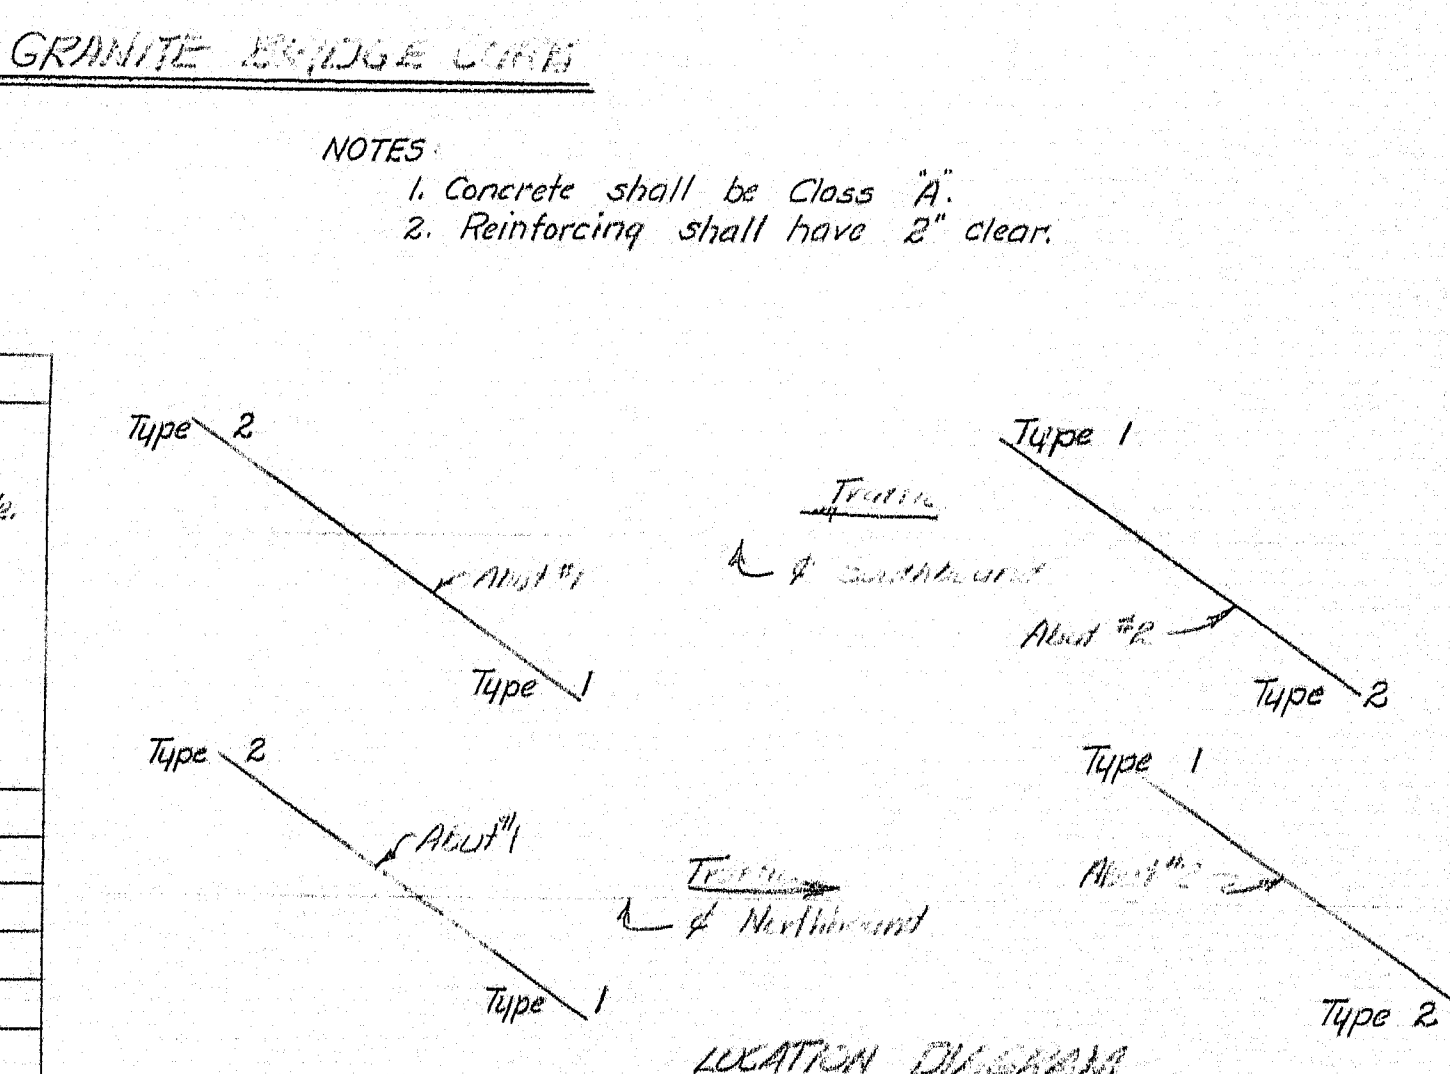 GRANITE BRIDGE CURB
NOTES:
1. Concrete shall be Class "A".
2. Reinforcing shall have 2" clear.
Type 2
Type 1
Traffic
Abut #1
℄ Southbound
Abut #2
Type 1
Type 2
Type 2
Type 1
Abut #1
Traffic
Abut #2
℄ Northbound
Type 1
Type 2
LOCATION DIAGRAM